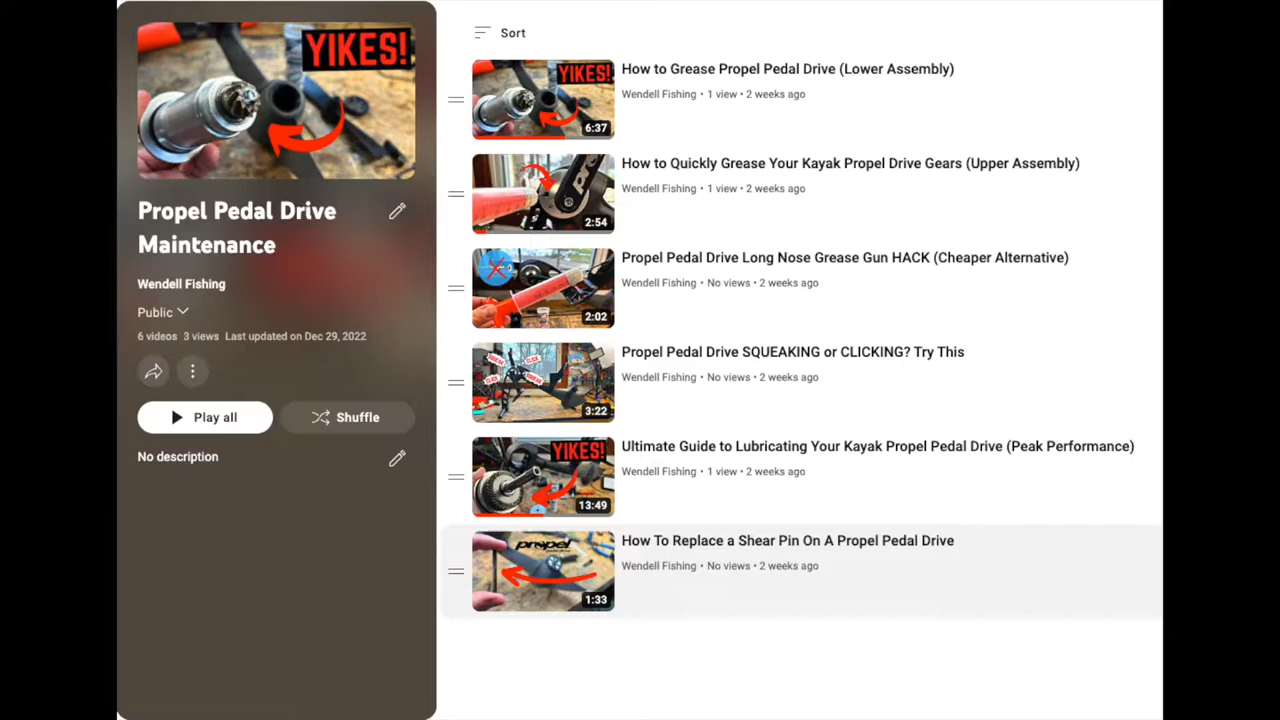 YIKES!
Propel Pedal Drive
Maintenance
Wendell Fishing
Public
6 videos 3 views Last updated on Dec 29, 2022
Play all
Shuffle
No description
Sort
YIKES!
6:37
How to Grease Propel Pedal Drive (Lower Assembly)
Wendell Fishing • 1 view • 2 weeks ago
2:54
How to Quickly Grease Your Kayak Propel Drive Gears (Upper Assembly)
Wendell Fishing • 1 view • 2 weeks ago
2:02
Propel Pedal Drive Long Nose Grease Gun HACK (Cheaper Alternative)
Wendell Fishing • No views • 2 weeks ago
SQUEAK
CLICK
CLICK
SQUEAK
3:22
Propel Pedal Drive SQUEAKING or CLICKING? Try This
Wendell Fishing • No views • 2 weeks ago
YIKES!
13:49
Ultimate Guide to Lubricating Your Kayak Propel Pedal Drive (Peak Performance)
Wendell Fishing • 1 view • 2 weeks ago
propel
1:33
How To Replace a Shear Pin On A Propel Pedal Drive
Wendell Fishing • No views • 2 weeks ago